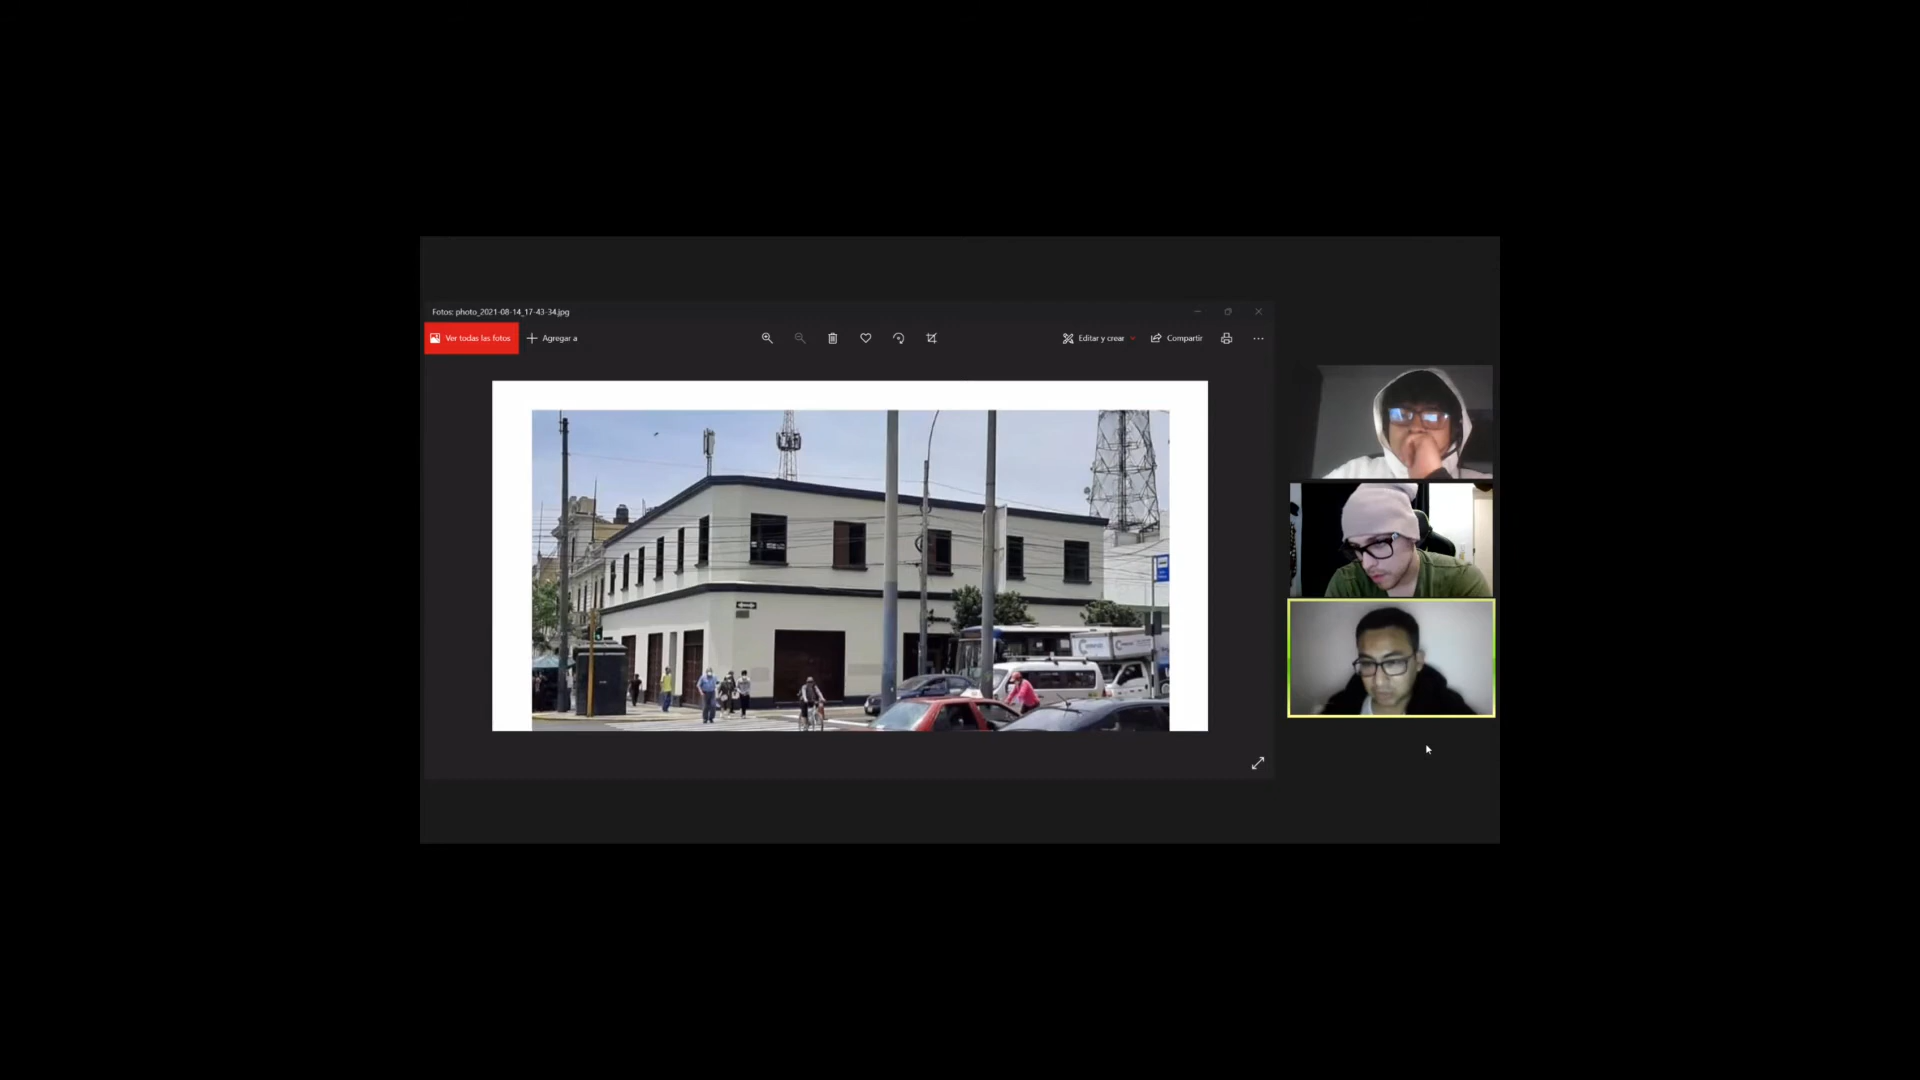 Fotos: photo_2021-08-14_17-43-34.jpg
Ver todas las fotos
Agregar a
Editar y crear
Compartir